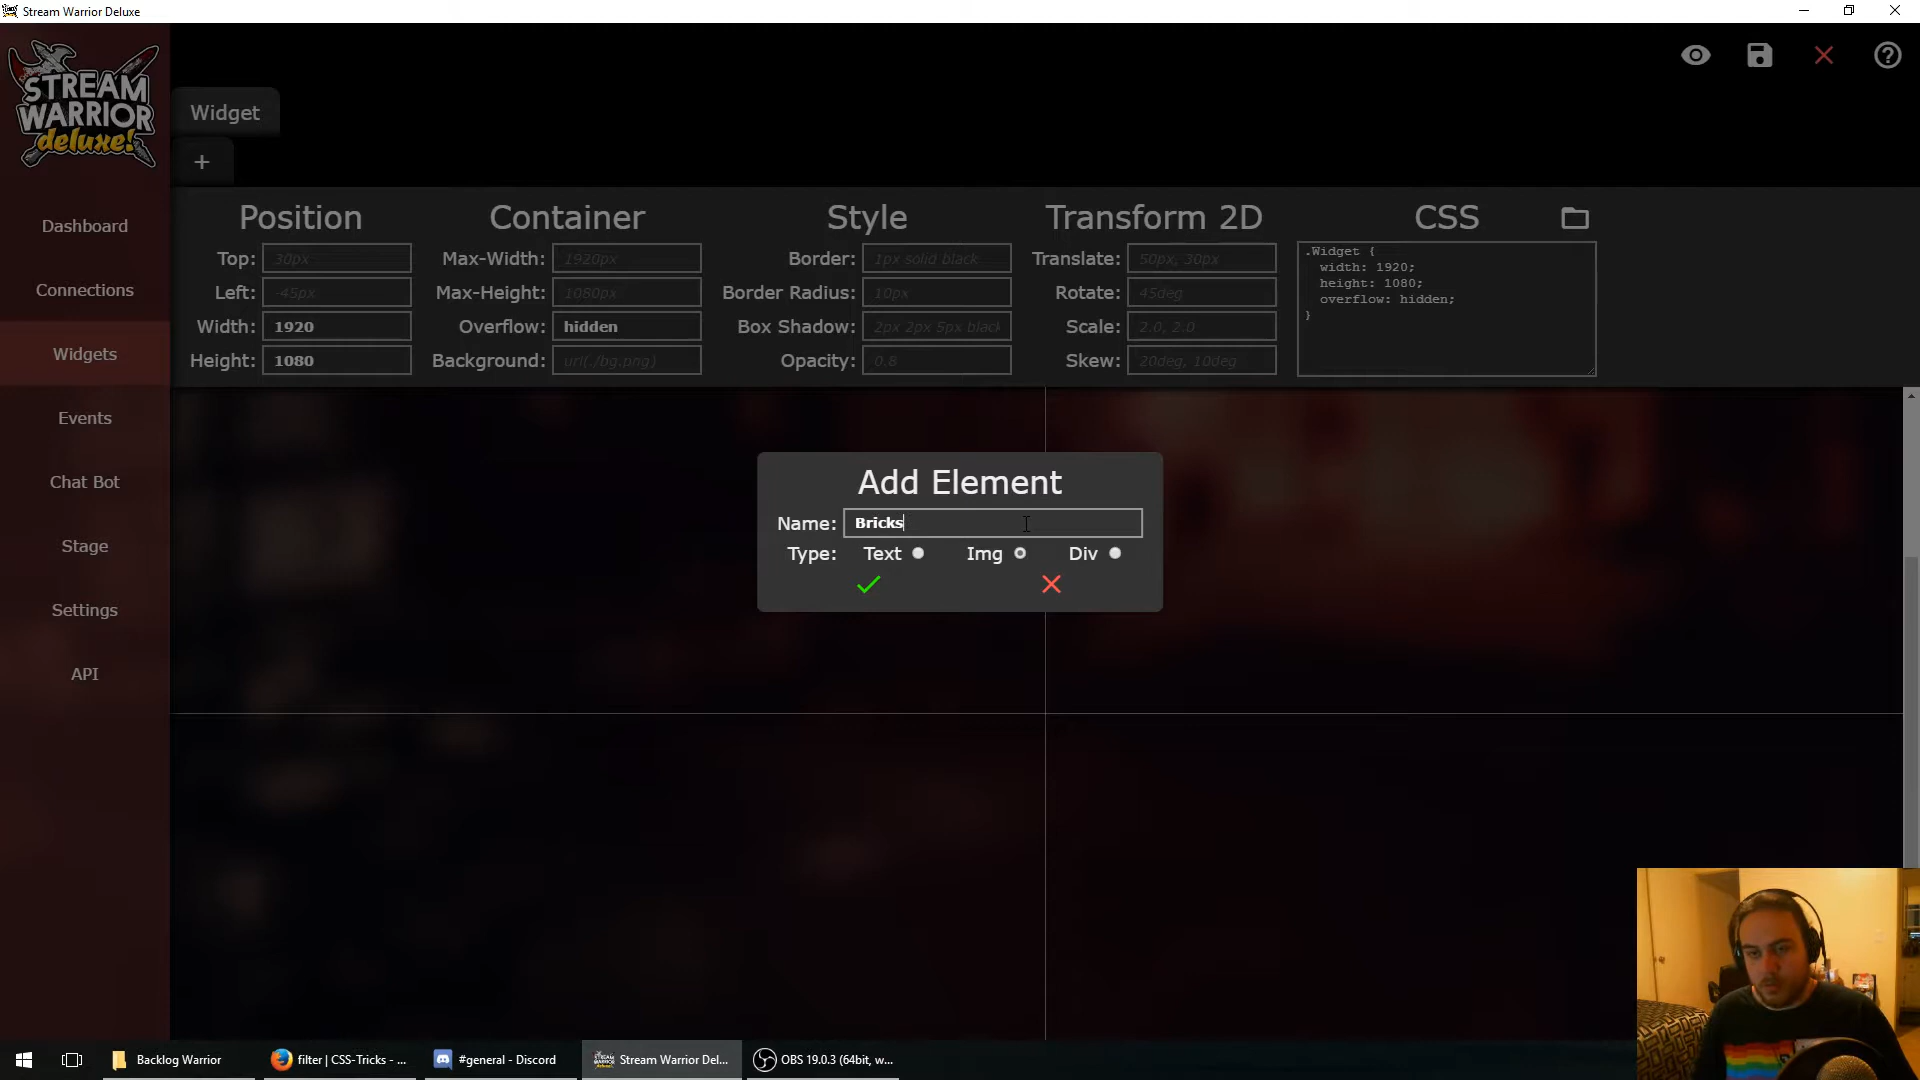 Stream Warrior Deluxe
STREAM
WARRIOR
deluxe!
Widget
+
Dashboard
Connections
Widgets
Events
Chat Bot
Stage
Settings
API
Position
Top: 30px
Left: -45px
Width: 1920
Height: 1080
Container
Max-Width: 1920px
Max-Height: 1080px
Overflow: hidden
Background: url(./bg.png)
Style
Border: 1px solid black
Border Radius: 10px
Box Shadow: 2px 2px 5px black
Opacity: 0.8
Transform 2D
Translate: 50px, 30px
Rotate: 45deg
Scale: 2.0, 2.0
Skew: 20deg, 10deg
CSS
.Widget {
width: 1920;
height: 1080;
overflow: hidden;
}
Add Element
Name: Bricks
Type: Text Img Div
Backlog Warrior
filter | CSS-Tricks - ...
#general - Discord
Stream Warrior Del...
OBS 19.0.3 (64bit, w...